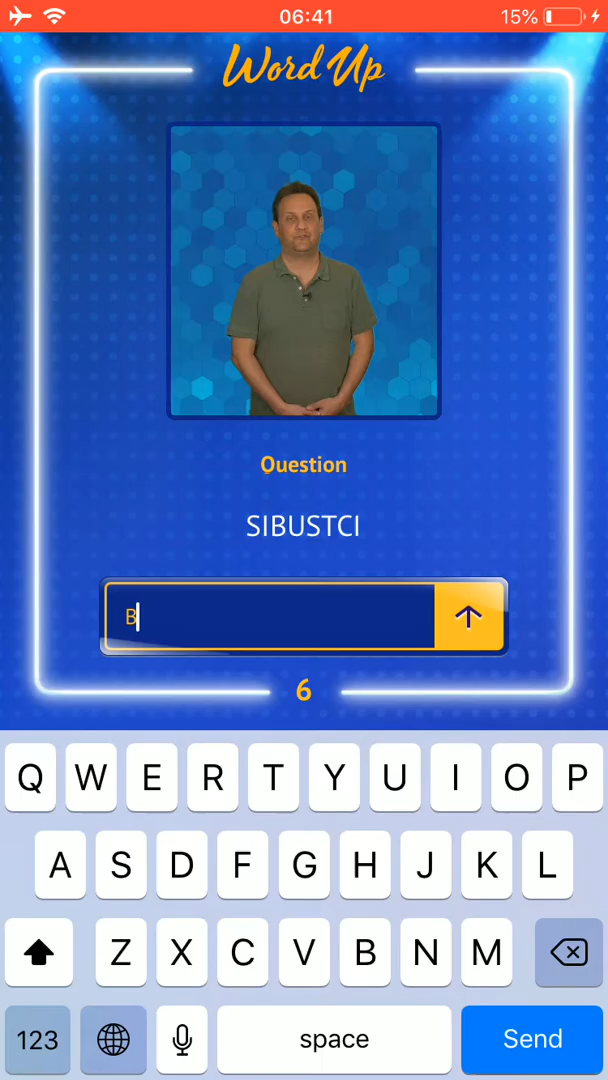 06:41
15%
Word Up
Question
SIBUSTCI
B
6
Q W E R T Y U I O P
A S D F G H J K L
Z X C V B N M
123 space Send